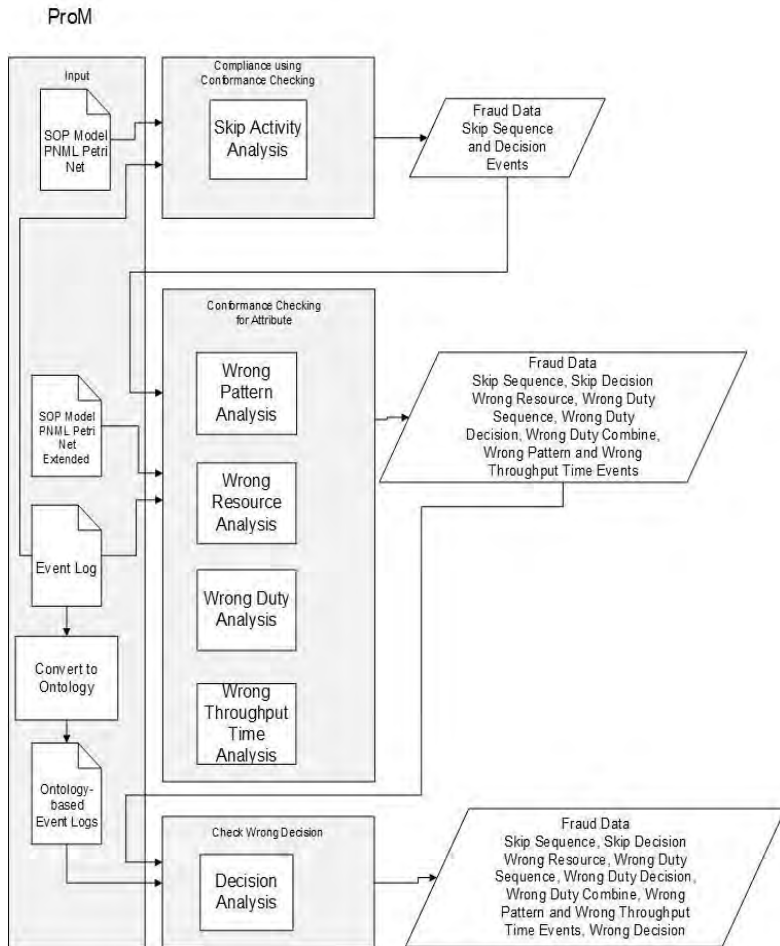 ProM
Input
SOP Model
PNML Petri
Net
Compliance using
Conformance Checking
Skip Activity
Analysis
Fraud Data
Skip Sequence
and Decision
Events
Conformance Checking
for Attribute
Wrong
Pattern
Analysis
Wrong
Resource
Analysis
Wrong Duty
Analysis
Wrong
Throughput
Time
Analysis
Fraud Data
Skip Sequence, Skip Decision
Wrong Resource, Wrong Duty
Sequence, Wrong Duty
Decision, Wrong Duty Combine,
Wrong Pattern and Wrong
Throughput Time Events
SOP Model
PNML Petri
Net
Extended
Event Log
Convert to
Ontology
Ontology-
based
Event Logs
Check Wrong Decision
Decision
Analysis
Fraud Data
Skip Sequence, Skip Decision
Wrong Resource, Wrong Duty
Sequence, Wrong Duty Decision,
Wrong Duty Combine, Wrong
Pattern and Wrong Throughput
Time Events, Wrong Decision